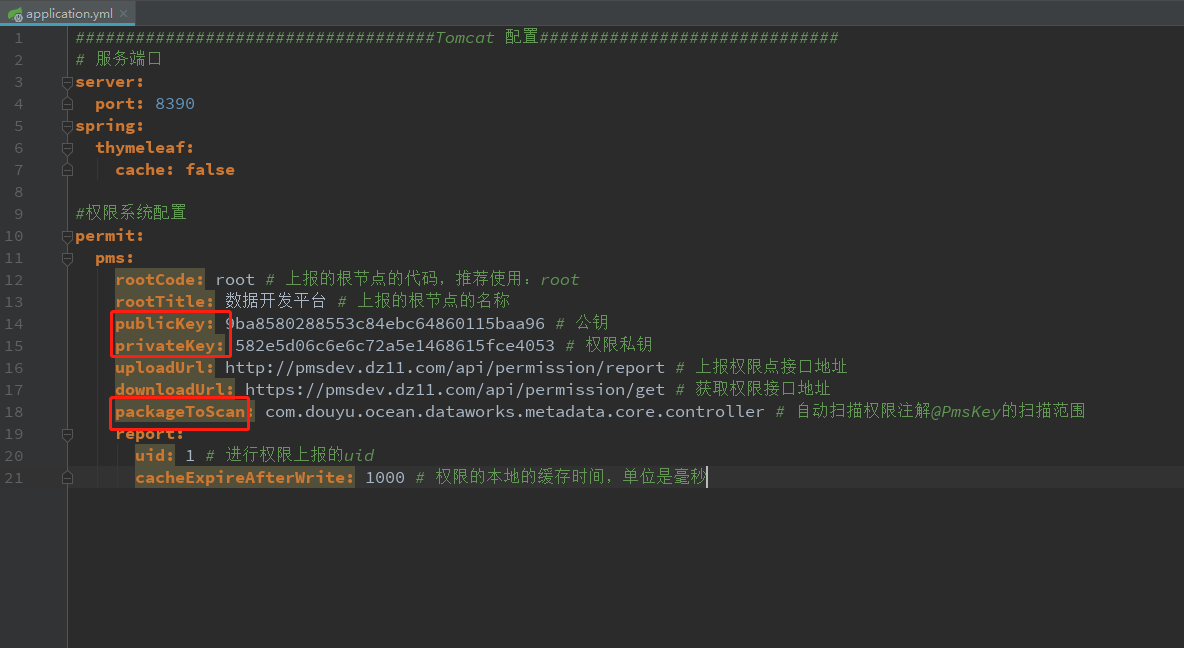 application.yml
1 ####################################Tomcat 配置##############################
2 # 服务端口
3 server:
4 port: 8390
5 spring:
6 thymeleaf:
7 cache: false
8
9 #权限系统配置
10 permit:
11 pms:
12 rootCode: root # 上报的根节点的代码，推荐使用：root
13 rootTitle: 数据开发平台 # 上报的根节点的名称
14 publicKey: 9ba8580288553c84ebc64860115baa96 # 公钥
15 privateKey: 582e5d06c6e6c72a5e1468615fce4053 # 权限私钥
16 uploadUrl: http://pmsdev.dz11.com/api/permission/report # 上报权限点接口地址
17 downloadUrl: https://pmsdev.dz11.com/api/permission/get # 获取权限接口地址
18 packageToScan: com.douyu.ocean.dataworks.metadata.core.controller # 自动扫描权限注解@PmsKey的扫描范围
19 report:
20 uid: 1 # 进行权限上报的uid
21 cacheExpireAfterWrite: 1000 # 权限的本地的缓存时间，单位是毫秒